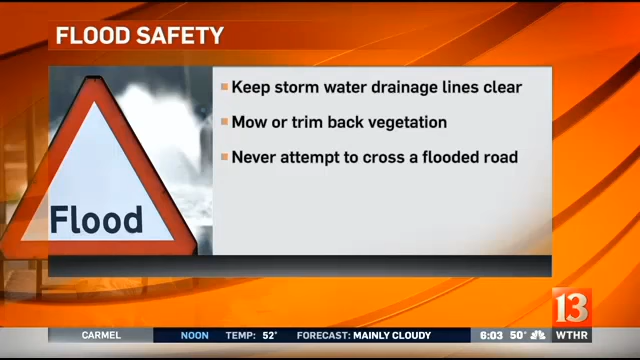 FLOOD SAFETY
Keep storm water drainage lines clear
Mow or trim back vegetation
Never attempt to cross a flooded road
Flood
13
CARMEL NOON TEMP: 52° FORECAST: MAINLY CLOUDY 6:03 50° WTHR